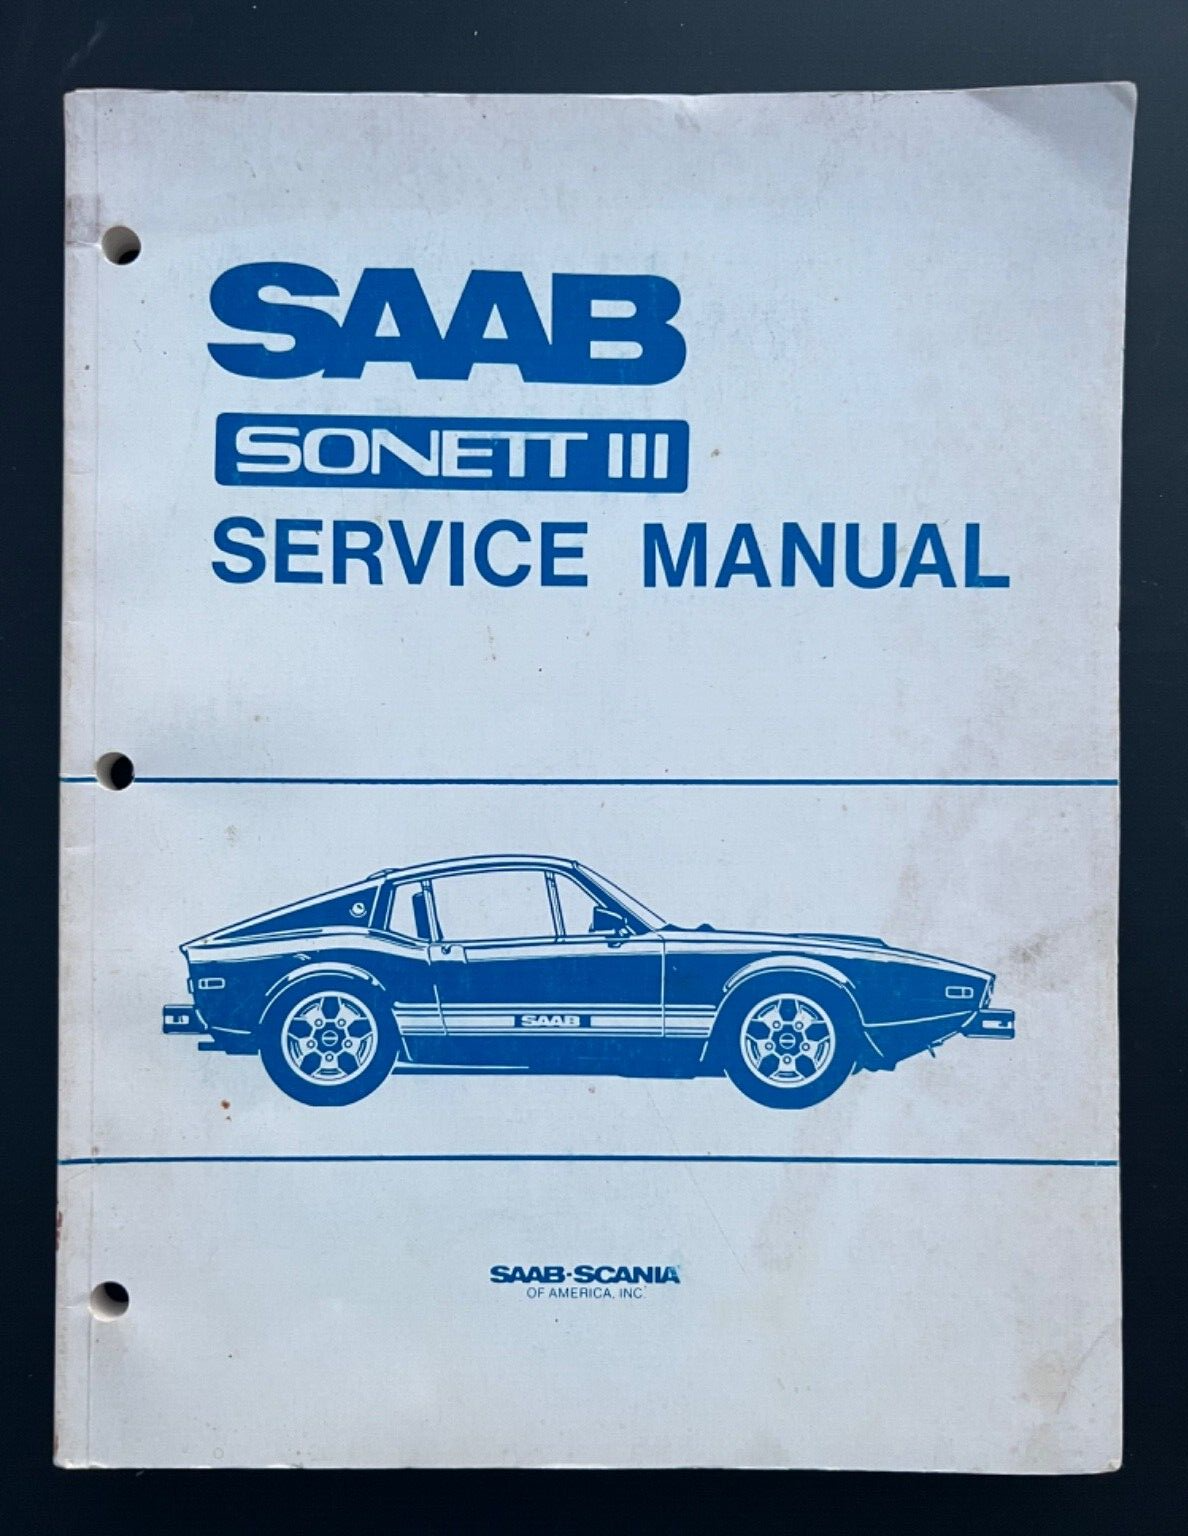 SAAB
SONETT III
SERVICE MANUAL
SAAB
SAAB-SCANIA
OF AMERICA, INC.